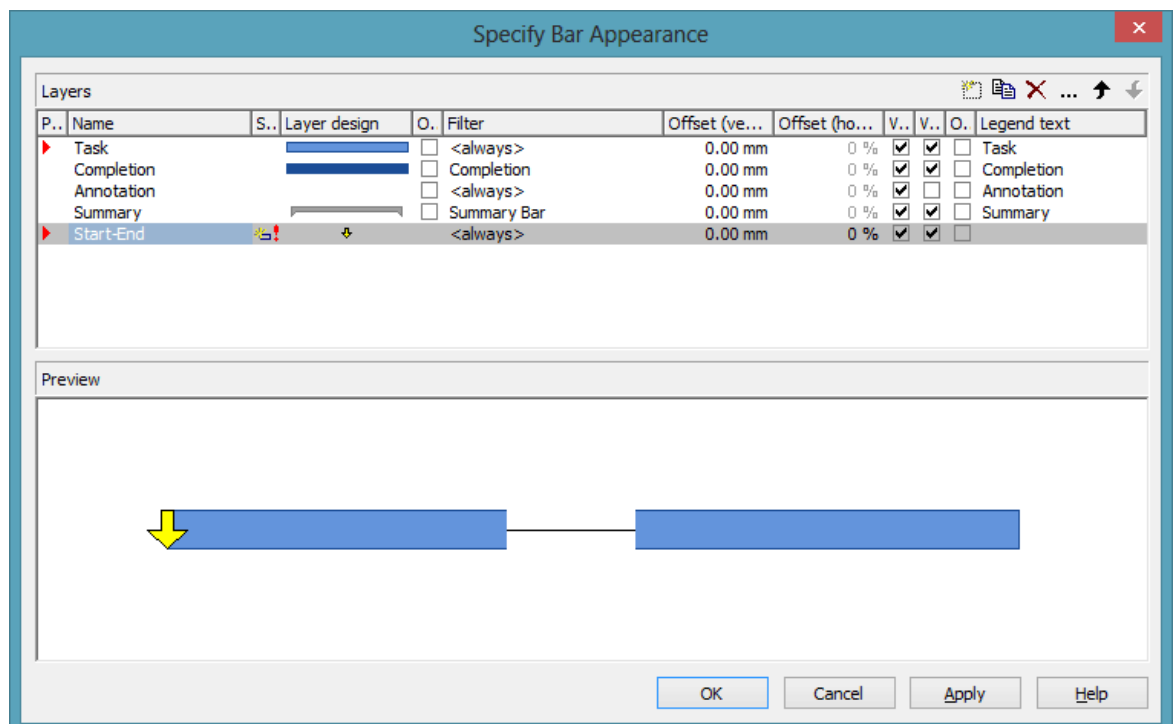 Specify Bar Appearance
Layers
...
P.. Name S.. Layer design O. Filter Offset (ve... Offset (ho... V.. V.. O. Legend text
Task <always> 0.00 mm 0 % Task
Completion Completion 0.00 mm 0 % Completion
Annotation <always> 0.00 mm 0 % Annotation
Summary Summary Bar 0.00 mm 0 % Summary
Start-End <always> 0.00 mm 0 %
Preview
OK Cancel Apply Help